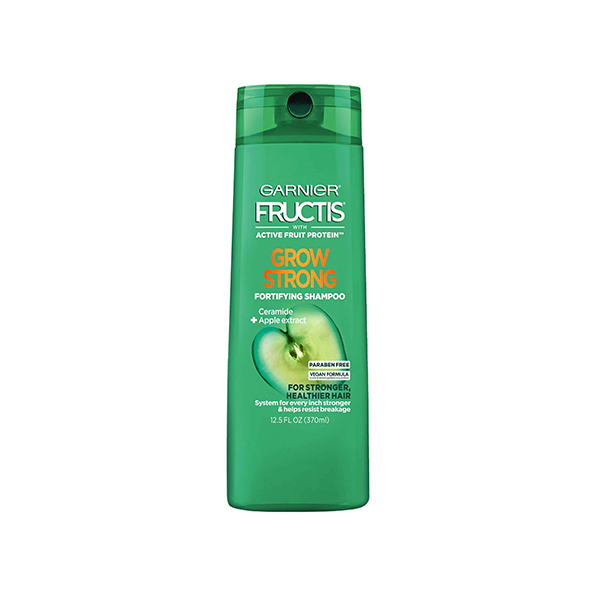 GARNIER®
FRUCTIS®
WITH
ACTIVE FRUIT PROTEIN™
GROW
STRONG
FORTIFYING SHAMPOO
Ceramide
+ Apple extract
PARABEN FREE
VEGAN FORMULA
FOR STRONGER,
HEALTHIER HAIR
System for every inch stronger
& helps resist breakage
12.5 FL OZ (370ml)